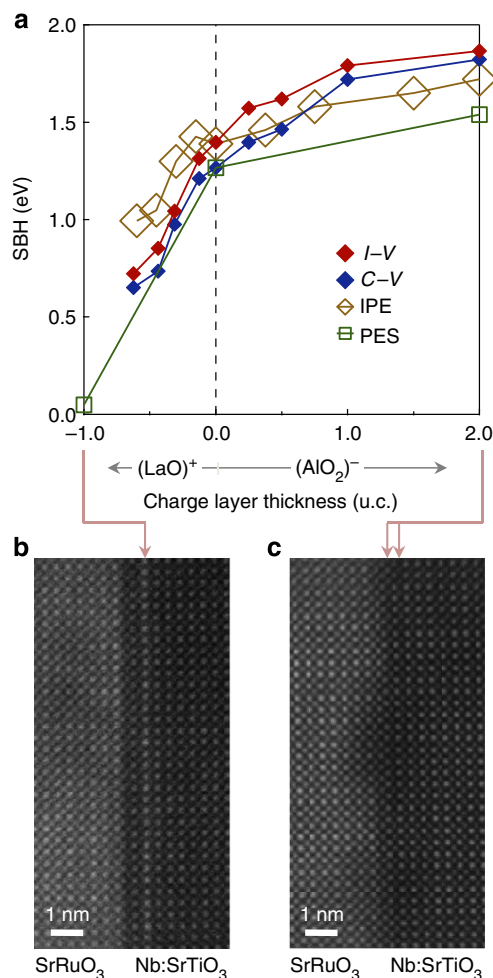 a
2.0
1.5
1.0
0.5
0.0
SBH (eV)
I–V
C–V
IPE
PES
−1.0 0.0 1.0 2.0
(LaO)⁺ (AlO₂)⁻
Charge layer thickness (u.c.)
b c
1 nm 1 nm
SrRuO₃ Nb:SrTiO₃ SrRuO₃ Nb:SrTiO₃